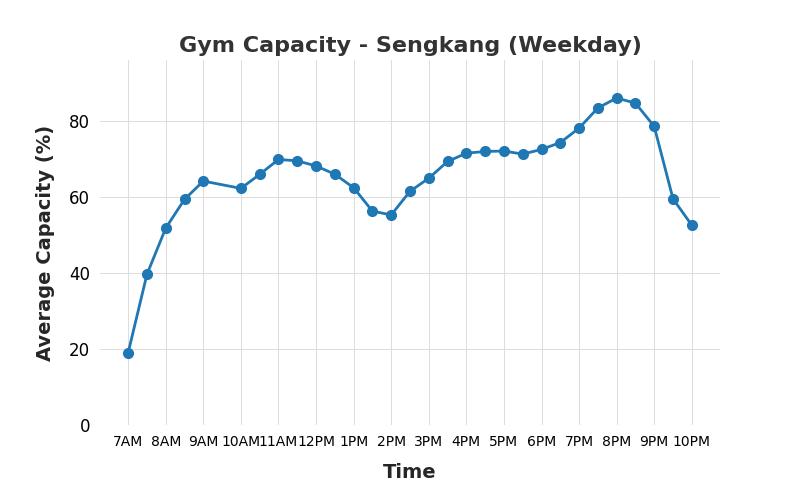 Gym Capacity - Sengkang (Weekday)
Average Capacity (%)
80
60
40
20
0
7AM 8AM 9AM 10AM 11AM 12PM 1PM 2PM 3PM 4PM 5PM 6PM 7PM 8PM 9PM 10PM
Time